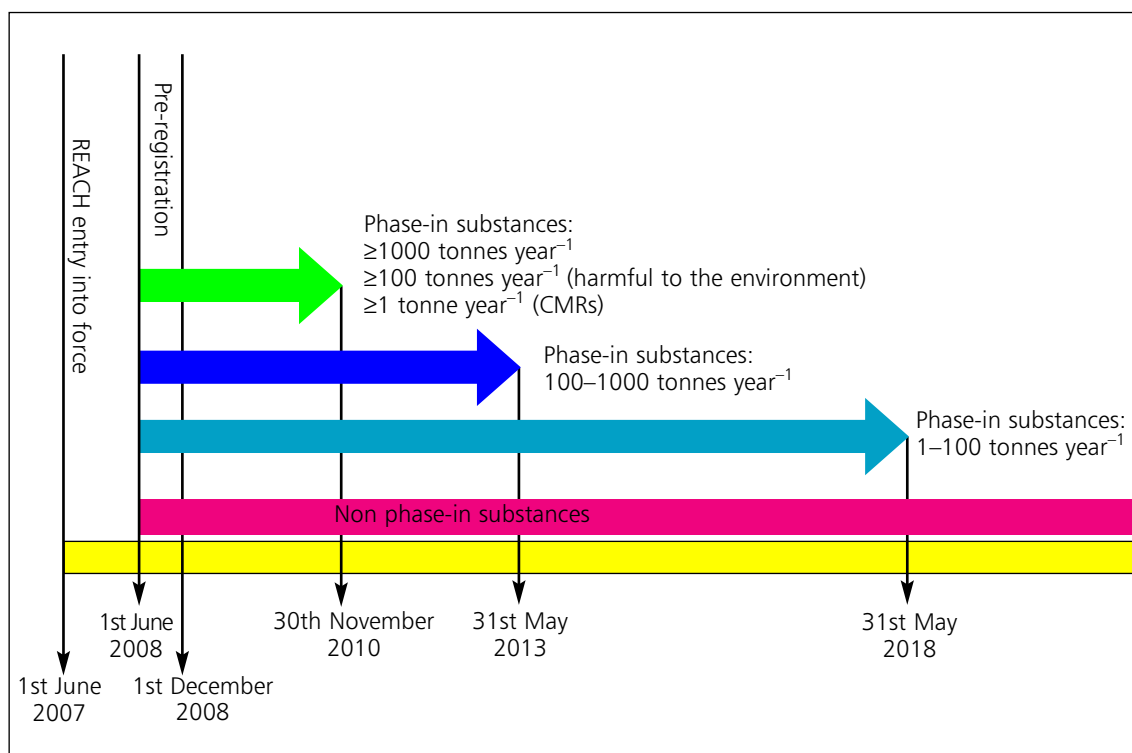 REACH entry into force
Pre-registration
Phase-in substances:
≥1000 tonnes year⁻¹
≥100 tonnes year⁻¹ (harmful to the environment)
≥1 tonne year⁻¹ (CMRs)
Phase-in substances:
100–1000 tonnes year⁻¹
Phase-in substances:
1–100 tonnes year⁻¹
Non phase-in substances
1st June
2008
30th November
2010
31st May
2013
31st May
2018
1st June
2007
1st December
2008